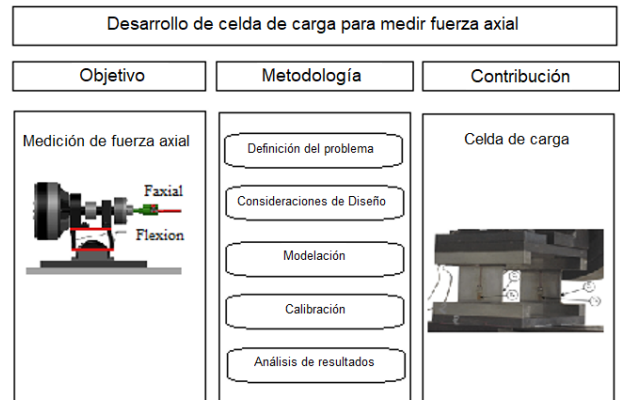 Desarrollo de celda de carga para medir fuerza axial
Objetivo
Metodología
Contribución
Medición de fuerza axial
Faxial
Flexion
Definición del problema
Consideraciones de Diseño
Modelación
Calibración
Análisis de resultados
Celda de carga